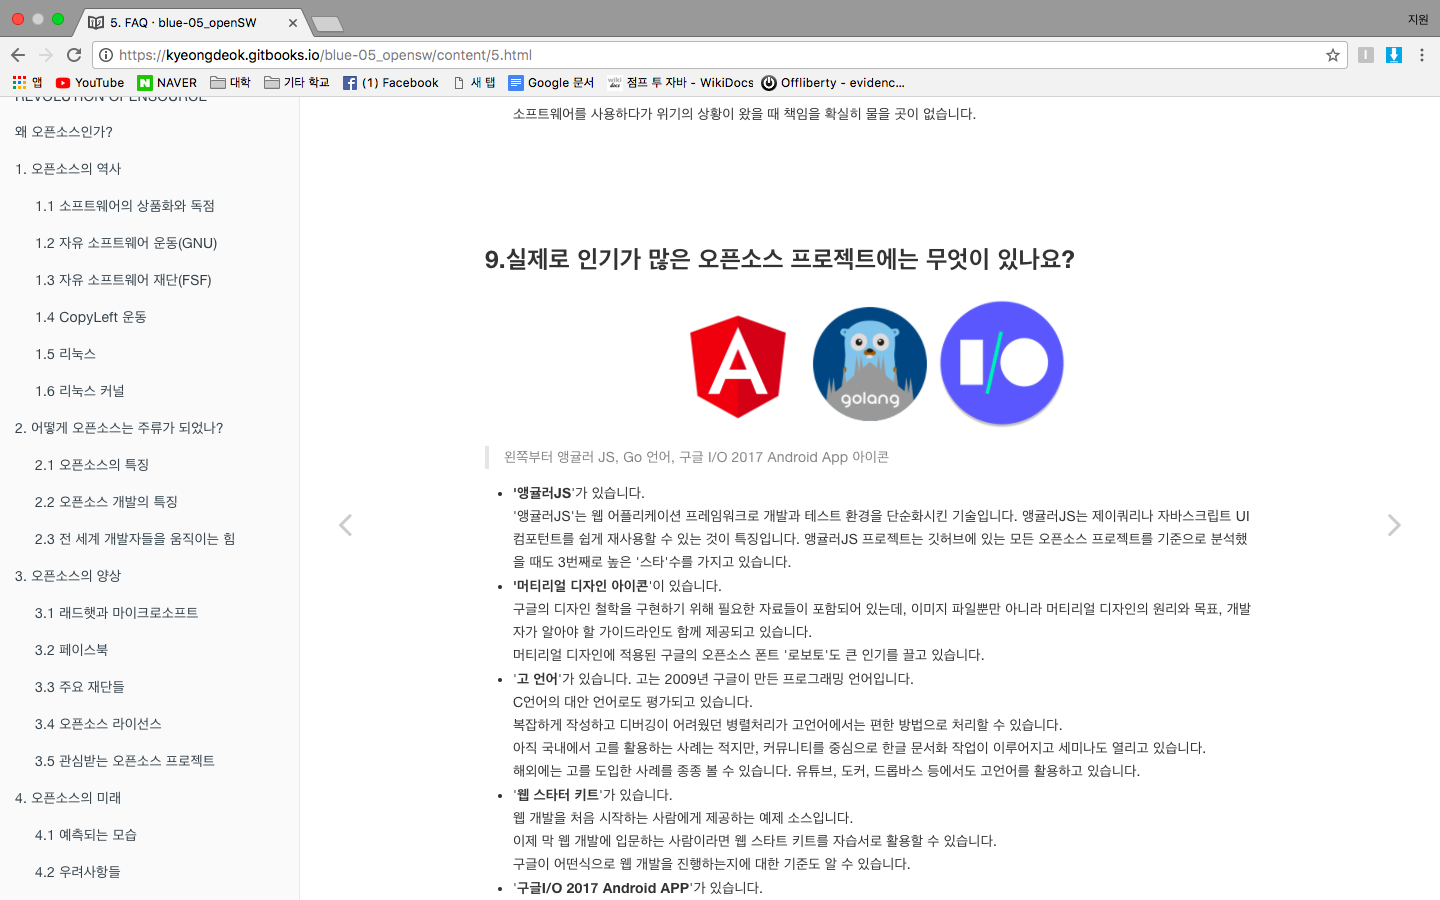 5. FAQ · blue-05_openSW
지원
https://kyeongdeok.gitbooks.io/blue-05_opensw/content/5.html
앱
YouTube
NAVER
대학
기타 학교
(1) Facebook
새 탭
Google 문서
점프 투 자바 - WikiDocs
Offliberty - evidenc...
REVOLUTION OPENSOURCE
왜 오픈소스인가?
1. 오픈소스의 역사
1.1 소프트웨어의 상품화와 독점
1.2 자유 소프트웨어 운동(GNU)
1.3 자유 소프트웨어 재단(FSF)
1.4 CopyLeft 운동
1.5 리눅스
1.6 리눅스 커널
2. 어떻게 오픈소스는 주류가 되었나?
2.1 오픈소스의 특징
2.2 오픈소스 개발의 특징
2.3 전 세계 개발자들을 움직이는 힘
3. 오픈소스의 양상
3.1 래드햇과 마이크로소프트
3.2 페이스북
3.3 주요 재단들
3.4 오픈소스 라이선스
3.5 관심받는 오픈소스 프로젝트
4. 오픈소스의 미래
4.1 예측되는 모습
4.2 우려사항들
소프트웨어를 사용하다가 위기의 상황이 왔을 때 책임을 확실히 물을 곳이 없습니다.
9.실제로 인기가 많은 오픈소스 프로젝트에는 무엇이 있나요?
A
golang
I/O
왼쪽부터 앵귤러 JS, Go 언어, 구글 I/O 2017 Android App 아이콘
• '앵귤러JS'가 있습니다.
'앵귤러JS'는 웹 어플리케이션 프레임워크로 개발과 테스트 환경을 단순화시킨 기술입니다. 앵귤러JS는 제이쿼리나 자바스크립트 UI
컴포턴트를 쉽게 재사용할 수 있는 것이 특징입니다. 앵귤러JS 프로젝트는 깃허브에 있는 모든 오픈소스 프로젝트를 기준으로 분석했
을 때도 3번째로 높은 '스타'수를 가지고 있습니다.
• '머티리얼 디자인 아이콘'이 있습니다.
구글의 디자인 철학을 구현하기 위해 필요한 자료들이 포함되어 있는데, 이미지 파일뿐만 아니라 머티리얼 디자인의 원리와 목표, 개발
자가 알아야 할 가이드라인도 함께 제공되고 있습니다.
머티리얼 디자인에 적용된 구글의 오픈소스 폰트 '로보토'도 큰 인기를 끌고 있습니다.
• '고 언어'가 있습니다. 고는 2009년 구글이 만든 프로그래밍 언어입니다.
C언어의 대안 언어로도 평가되고 있습니다.
복잡하게 작성하고 디버깅이 어려웠던 병렬처리가 고언어에서는 편한 방법으로 처리할 수 있습니다.
아직 국내에서 고를 활용하는 사례는 적지만, 커뮤니티를 중심으로 한글 문서화 작업이 이루어지고 세미나도 열리고 있습니다.
해외에는 고를 도입한 사례를 종종 볼 수 있습니다. 유튜브, 도커, 드롭바스 등에서도 고언어를 활용하고 있습니다.
• '웹 스타터 키트'가 있습니다.
웹 개발을 처음 시작하는 사람에게 제공하는 예제 소스입니다.
이제 막 웹 개발에 입문하는 사람이라면 웹 스타트 키트를 자습서로 활용할 수 있습니다.
구글이 어떤식으로 웹 개발을 진행하는지에 대한 기준도 알 수 있습니다.
• '구글I/O 2017 Android APP'가 있습니다.